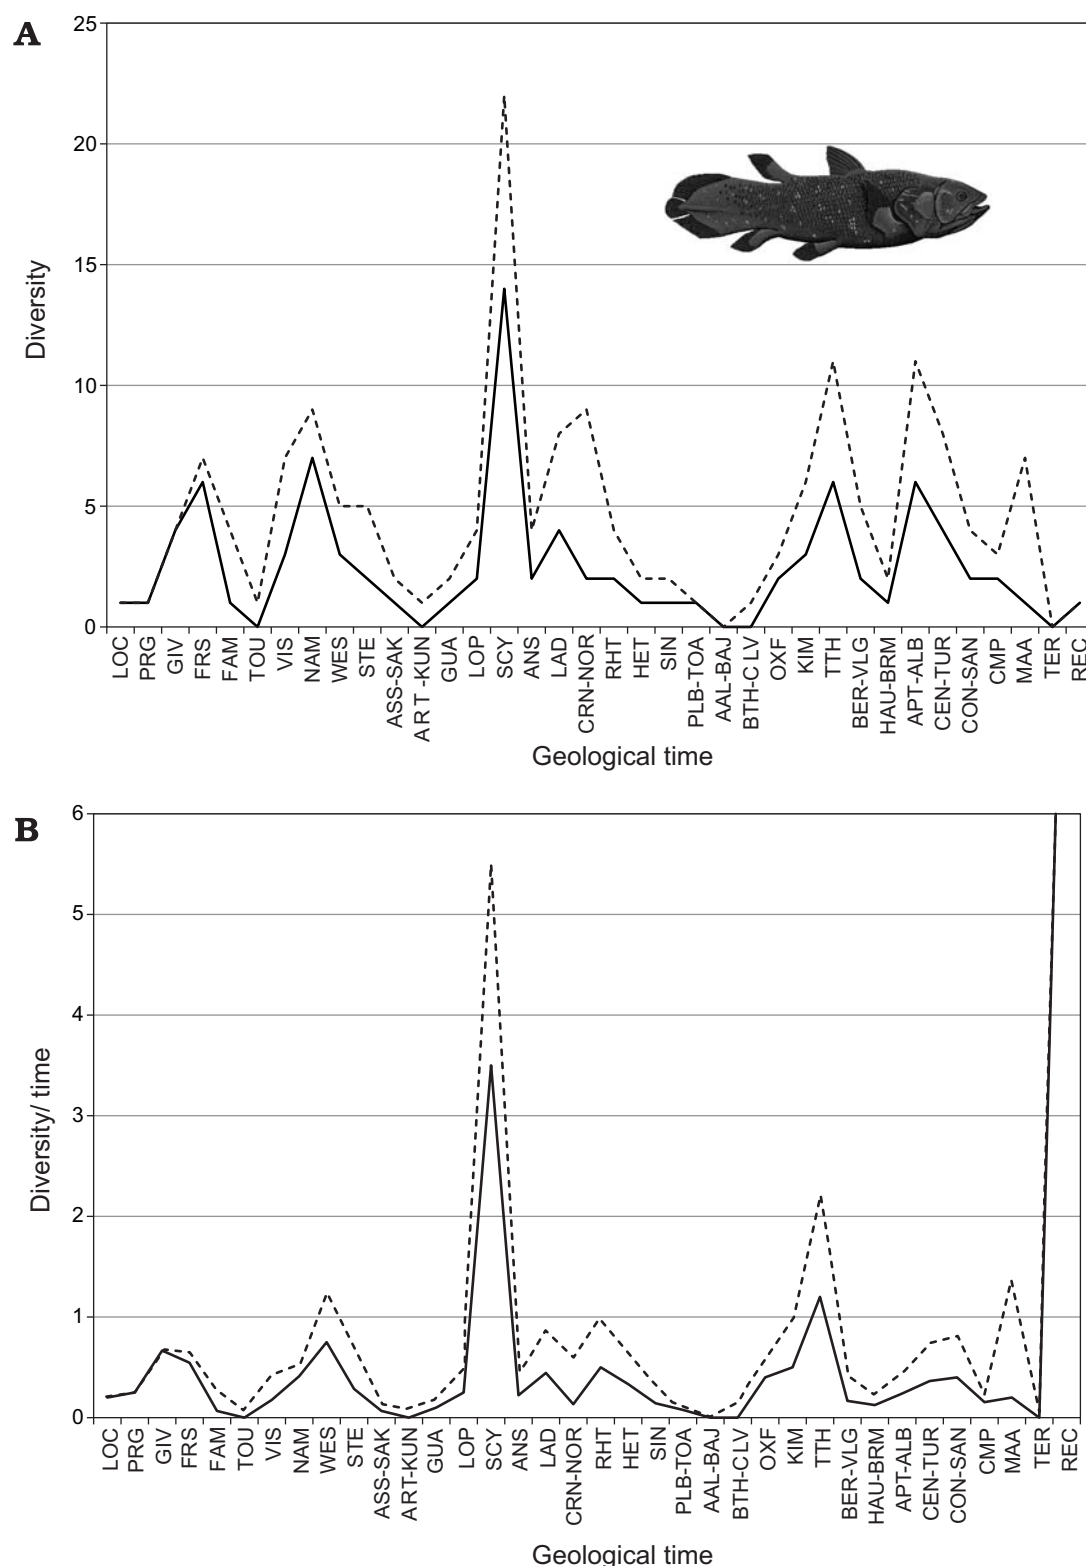 A
25
20
15
10
5
0
Diversity
LOC
PRG
GIV
FRS
FAM
TOU
VIS
NAM
WES
STE
ASS-SAK
ART -KUN
GUA
LOP
SCY
ANS
LAD
CRN-NOR
RHT
HET
SIN
PLB-TOA
AAL-BAJ
BTH-C LV
OXF
KIM
TTH
BER-VLG
HAU-BRM
APT-ALB
CEN-TUR
CON-SAN
CMP
MAA
TER
REC
Geological time
B
6
5
4
3
2
1
0
Diversity/ time
LOC
PRG
GIV
FRS
FAM
TOU
VIS
NAM
WES
STE
ASS-SAK
ART-KUN
GUA
LOP
SCY
ANS
LAD
CRN-NOR
RHT
HET
SIN
PLB-TOA
AAL-BAJ
BTH-CLV
OXF
KIM
TTH
BER-VLG
HAU-BRM
APT-ALB
CEN-TUR
CON-SAN
CMP
MAA
TER
REC
Geological time